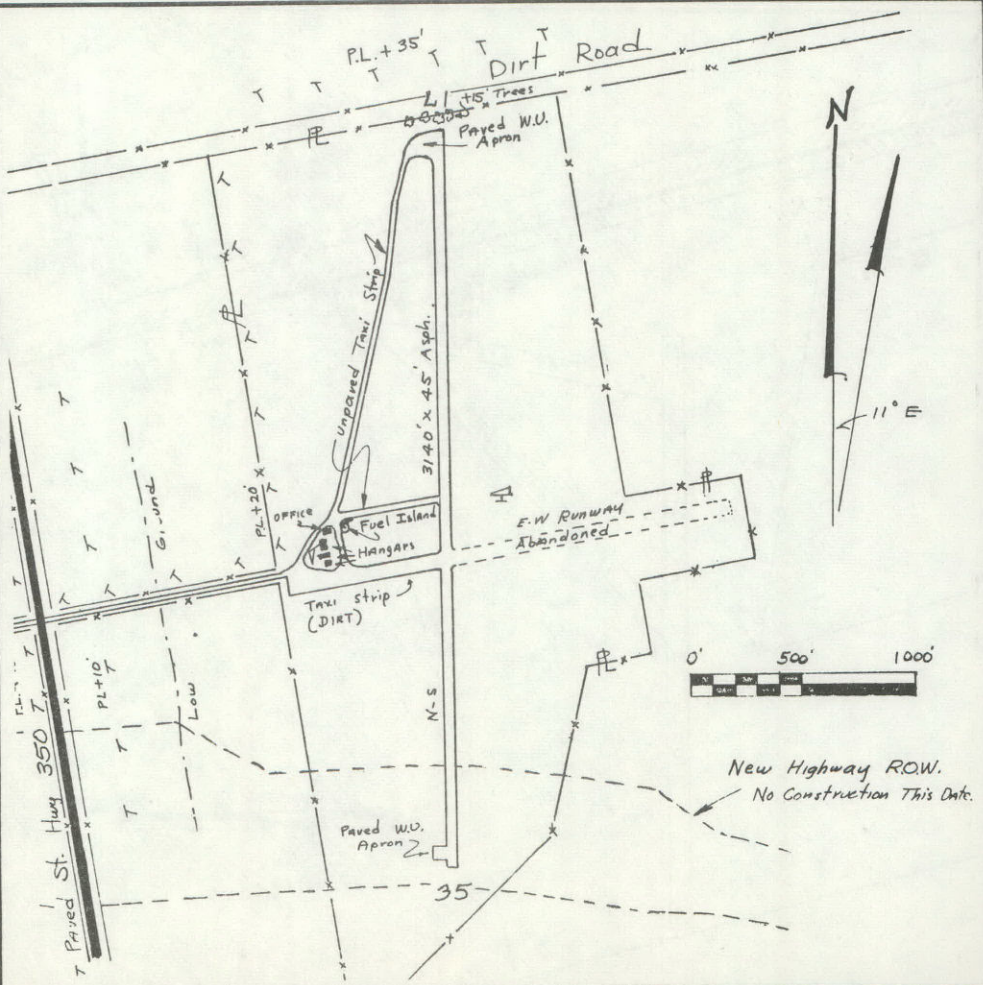 P.L. + 35'
Dirt Road
+15' Trees
Paved W.U.
Apron
N
11° E
Unpaved Taxi Strip
3140' x 45' Asph.
PL+20'
Ground
OFFICE
Fuel Island
Hangars
E.W Runway
Abandoned
Taxi Strip
(DIRT)
PL+10'
Low
N-S
0' 500' 1000'
New Highway R.O.W.
No Construction This Date.
Paved W.U.
Apron
35
Paved St. Hwy 350